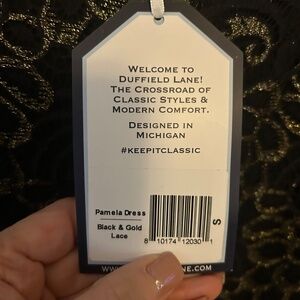 WELCOME TO
DUFFIELD LANE!
THE CROSSROAD OF
CLASSIC STYLES &
MODERN COMFORT.
DESIGNED IN
MICHIGAN
#KEEPITCLASSIC
Pamela Dress
Black & Gold
Lace
S
8 10174 12030 1